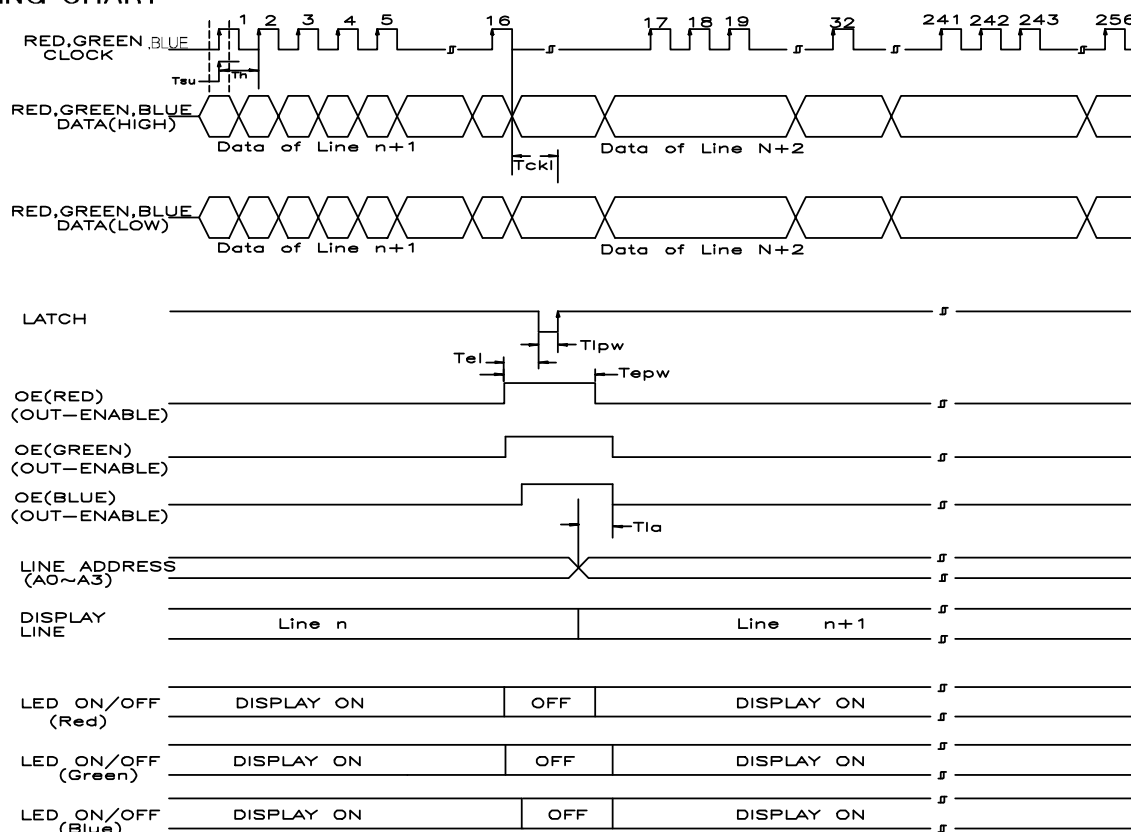 1 2 3 4 5 16 17 18 19 32 241 242 243 256
RED,GREEN,BLUE
CLOCK
Tsu
Th
RED,GREEN,BLUE
DATA(HIGH)
Data of Line n+1
Data of Line N+2
Tckl
RED,GREEN,BLUE
DATA(LOW)
Data of Line n+1
Data of Line N+2
LATCH
Tlpw
Tel
Tepw
OE(RED)
(OUT-ENABLE)
OE(GREEN)
(OUT-ENABLE)
OE(BLUE)
(OUT-ENABLE)
Tla
LINE ADDRESS
(A0~A3)
DISPLAY
LINE
Line n
Line n+1
LED ON/OFF
(Red)
DISPLAY ON
OFF
DISPLAY ON
LED ON/OFF
(Green)
DISPLAY ON
OFF
DISPLAY ON
LED ON/OFF
(Blue)
DISPLAY ON
OFF
DISPLAY ON